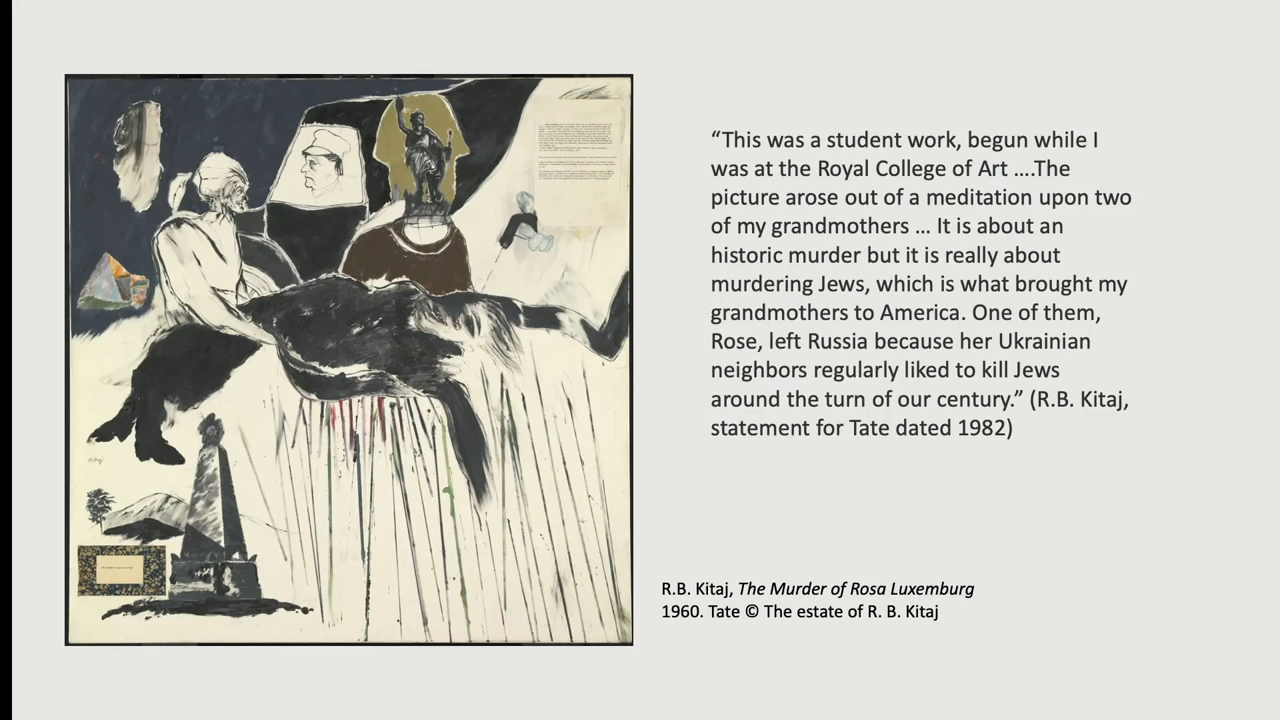 “This was a student work, begun while I
was at the Royal College of Art ….The
picture arose out of a meditation upon two
of my grandmothers … It is about an
historic murder but it is really about
murdering Jews, which is what brought my
grandmothers to America. One of them,
Rose, left Russia because her Ukrainian
neighbors regularly liked to kill Jews
around the turn of our century.” (R.B. Kitaj,
statement for Tate dated 1982)
Kitaj
R.B. Kitaj, The Murder of Rosa Luxemburg
1960. Tate © The estate of R. B. Kitaj